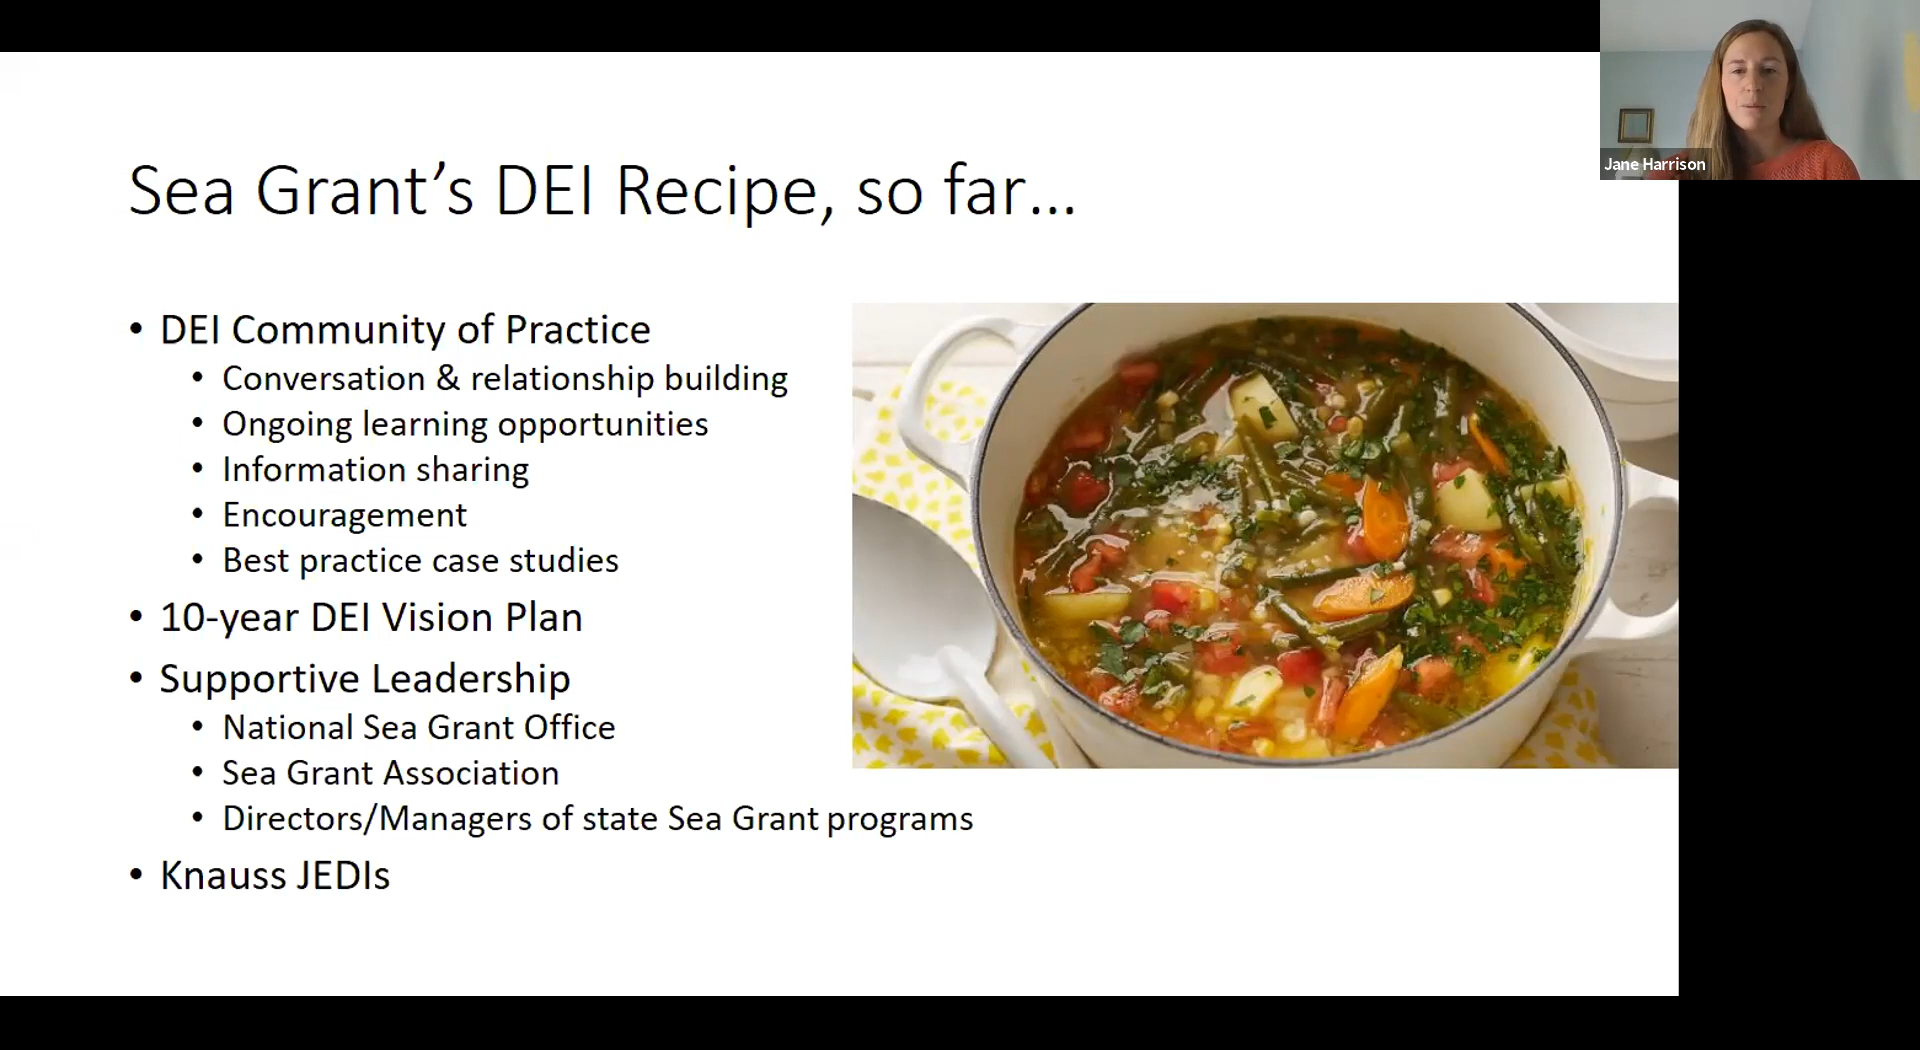 Jane Harrison
Sea Grant’s DEI Recipe, so far…
• DEI Community of Practice
• Conversation & relationship building
• Ongoing learning opportunities
• Information sharing
• Encouragement
• Best practice case studies
• 10-year DEI Vision Plan
• Supportive Leadership
• National Sea Grant Office
• Sea Grant Association
• Directors/Managers of state Sea Grant programs
• Knauss JEDIs